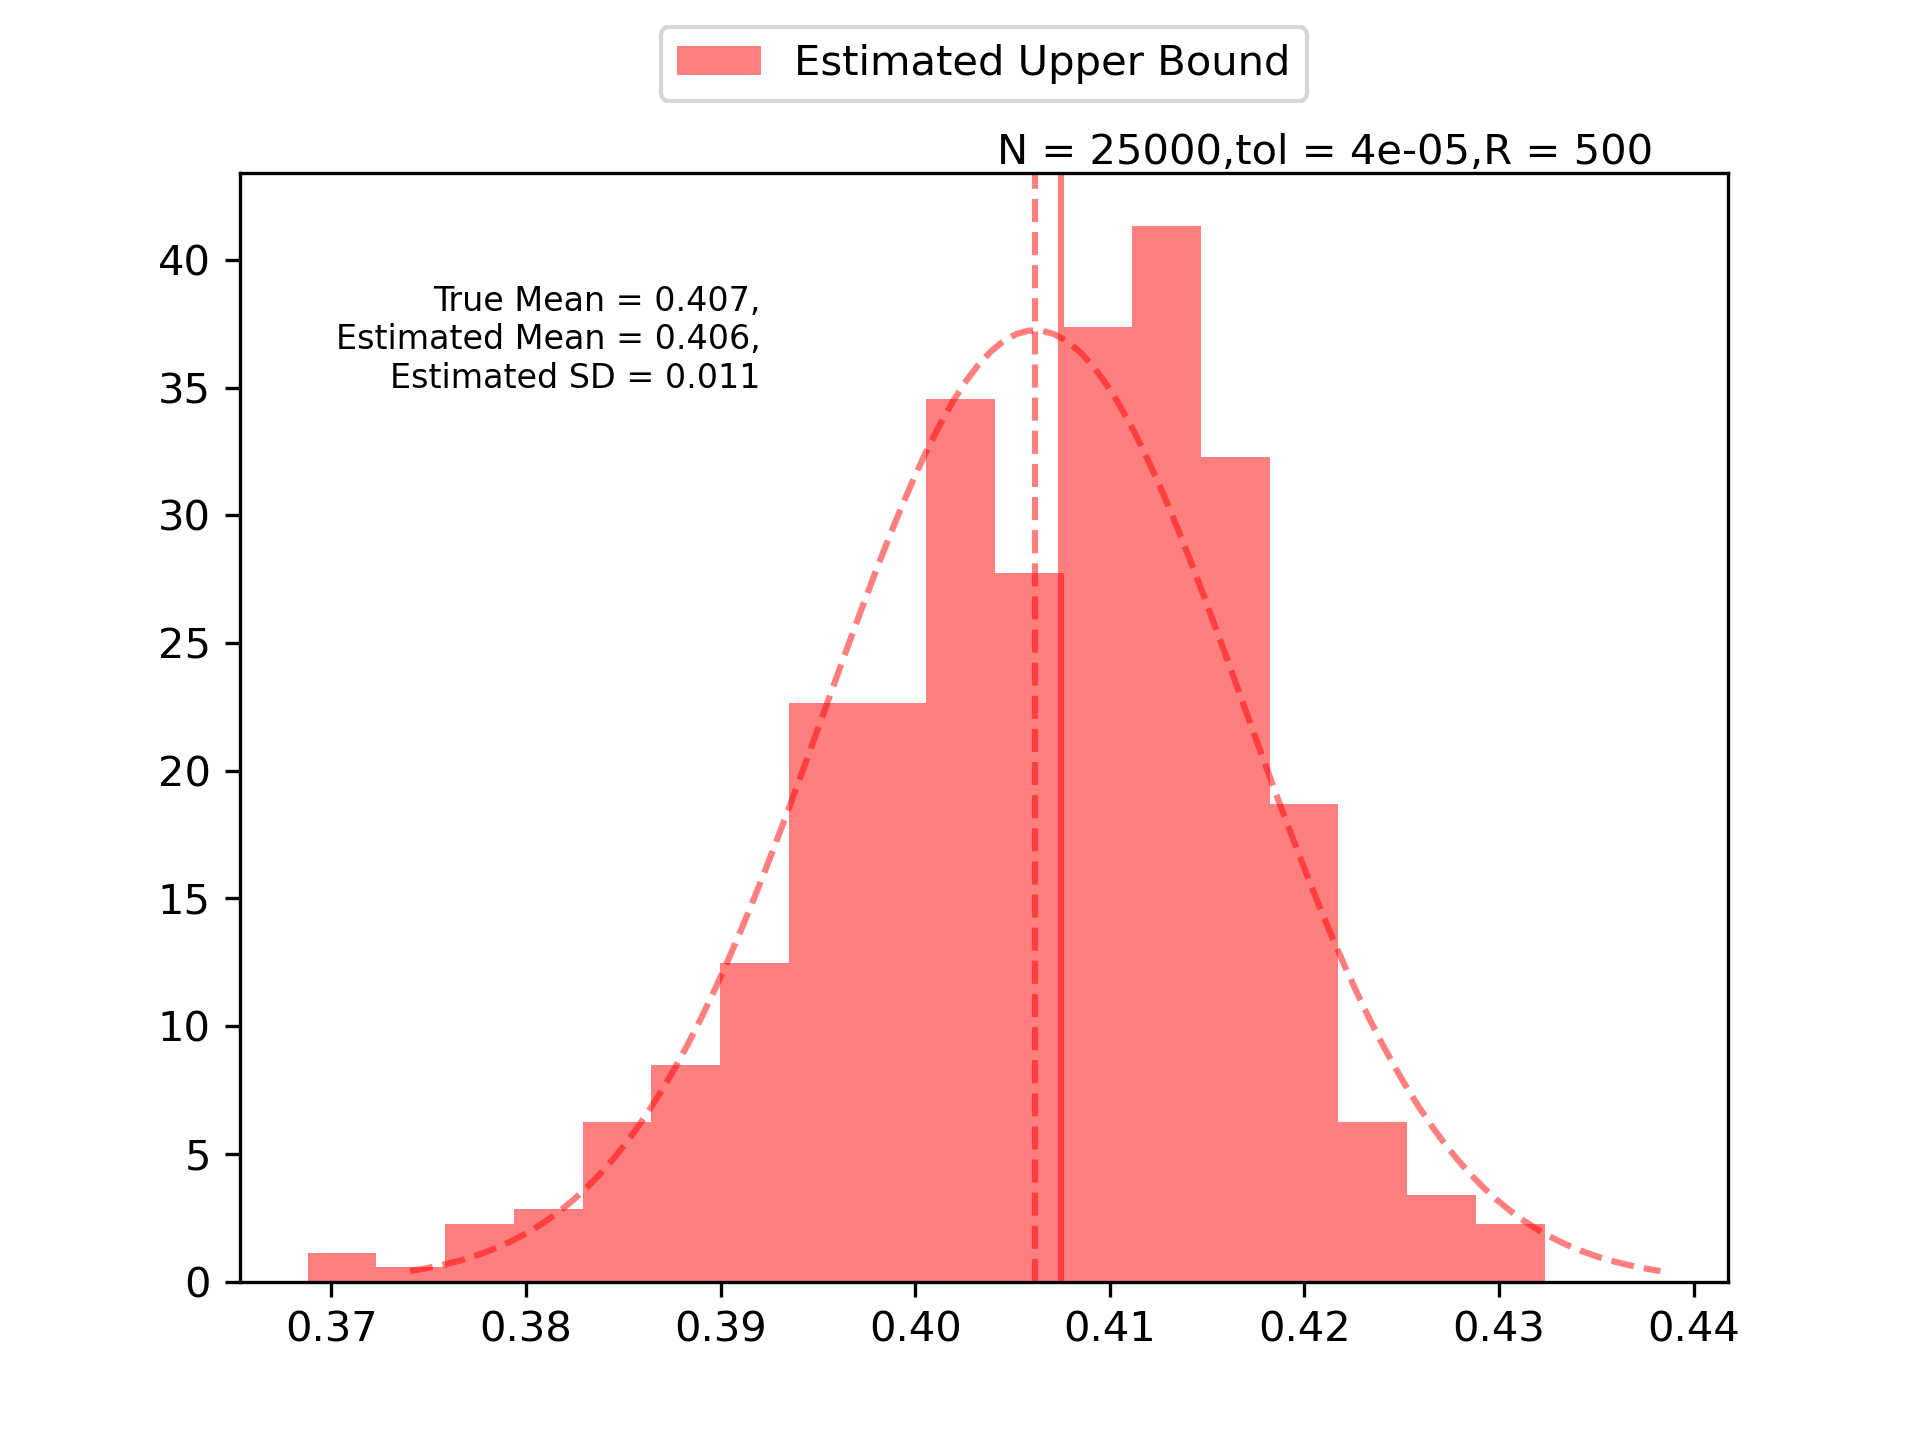 Estimated Upper Bound
N = 25000,tol = 4e-05,R = 500
True Mean = 0.407,
Estimated Mean = 0.406,
Estimated SD = 0.011
40
35
30
25
20
15
10
5
0
0.37 0.38 0.39 0.40 0.41 0.42 0.43 0.44